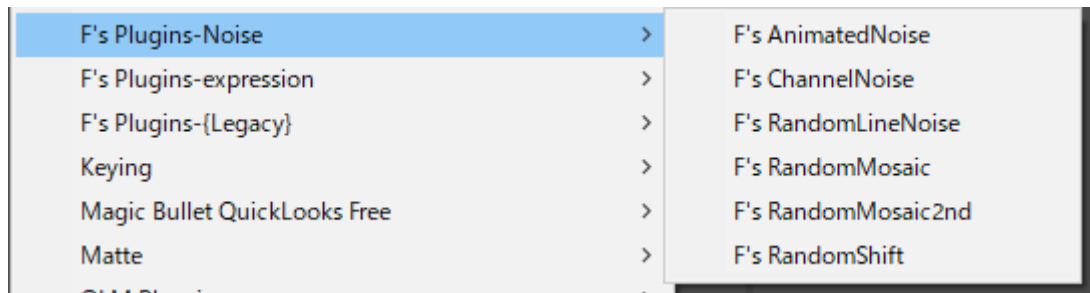 F's Plugins-Noise
F's Plugins-expression
F's Plugins-{Legacy}
Keying
Magic Bullet QuickLooks Free
Matte
F's AnimatedNoise
F's ChannelNoise
F's RandomLineNoise
F's RandomMosaic
F's RandomMosaic2nd
F's RandomShift